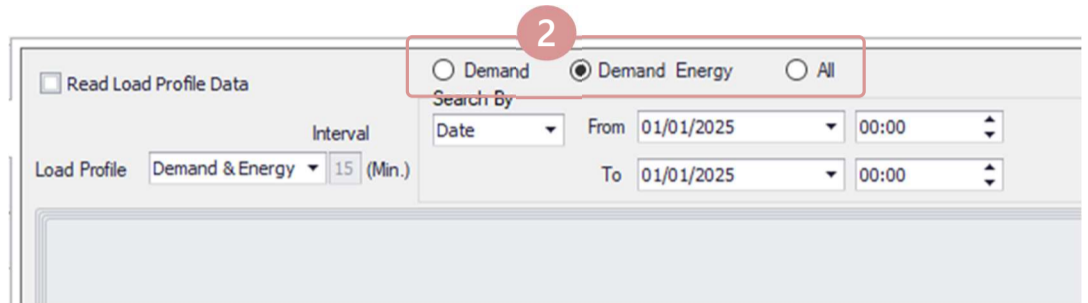 2
Demand Demand Energy All
Read Load Profile Data
Search By
Interval
Date From 01/01/2025 00:00
Load Profile Demand & Energy 15 (Min.)
To 01/01/2025 00:00